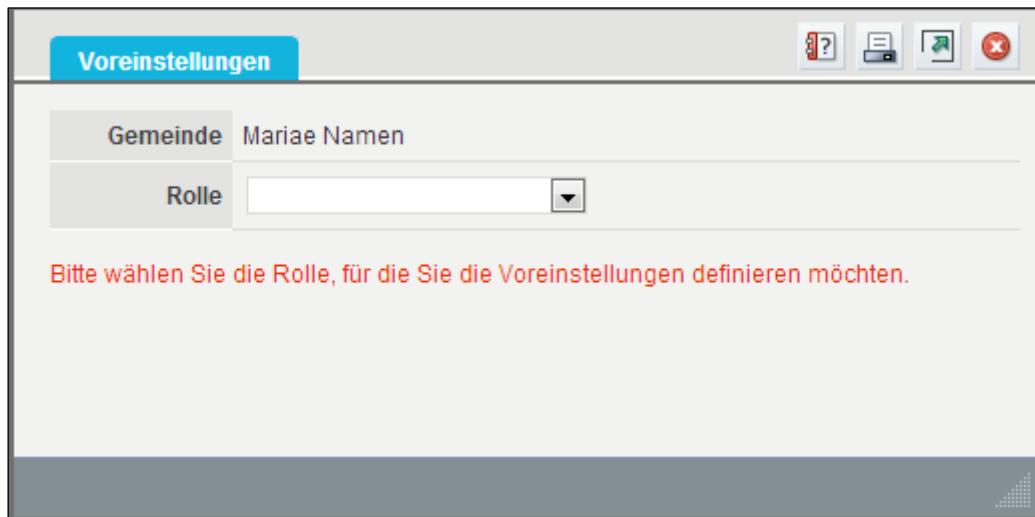 Voreinstellungen
Gemeinde Mariae Namen
Rolle
Bitte wählen Sie die Rolle, für die Sie die Voreinstellungen definieren möchten.